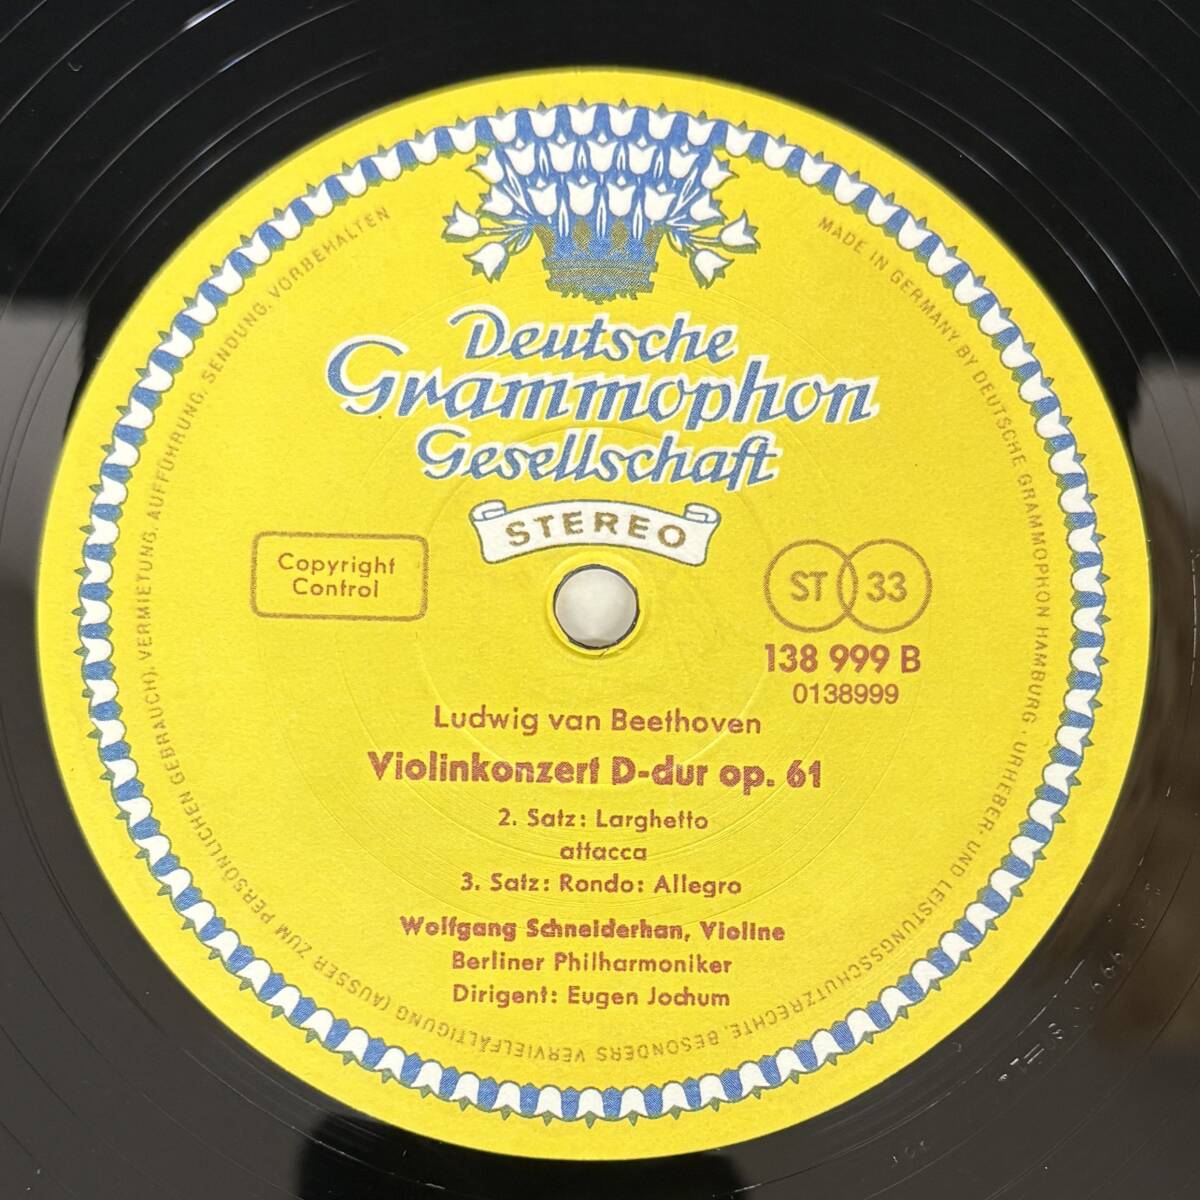 Deutsche
Grammophon
Gesellschaft
STEREO
Copyright
Control
ST 33
138 999 B
0138999
Ludwig van Beethoven
Violinkonzert D-dur op. 61
2. Satz: Larghetto
attacca
3. Satz: Rondo: Allegro
Wolfgang Schneiderhan, Violine
Berliner Philharmoniker
Dirigent: Eugen Jochum
MADE IN GERMANY BY DEUTSCHE GRAMMOPHON HAMBURG · URHEBER- UND LEISTUNGSSCHUTZRECHTE, BESONDERS VERVIELFÄLTIGUNG (AUSSER ZUM PERSÖNLICHEN GEBRAUCH), VERMIETUNG, AUFFÜHRUNG, SENDUNG, VORBEHALTEN